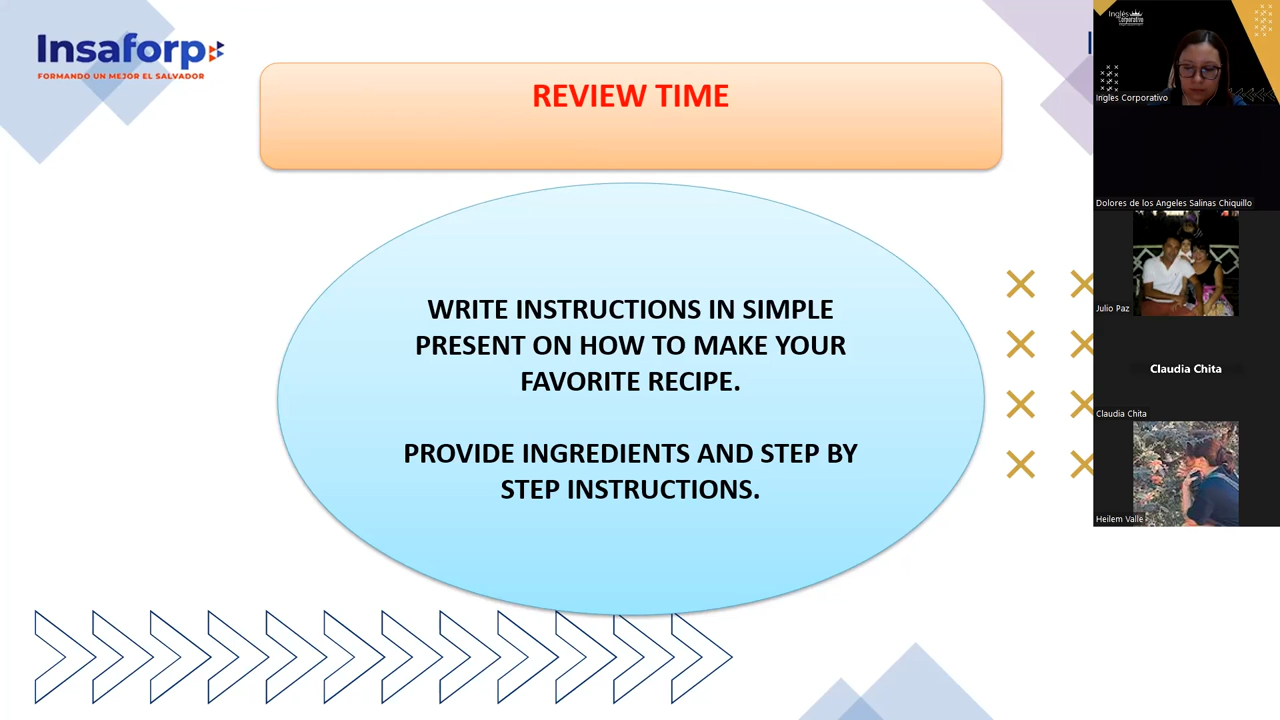 Insaforp
FORMANDO UN MEJOR EL SALVADOR
REVIEW TIME
WRITE INSTRUCTIONS IN SIMPLE
PRESENT ON HOW TO MAKE YOUR
FAVORITE RECIPE.
PROVIDE INGREDIENTS AND STEP BY
STEP INSTRUCTIONS.
Inglés
Corporativo
Ingles Corporativo
Dolores de los Angeles Salinas Chiquillo
Julio Paz
Claudia Chita
Claudia Chita
Heilem Valle